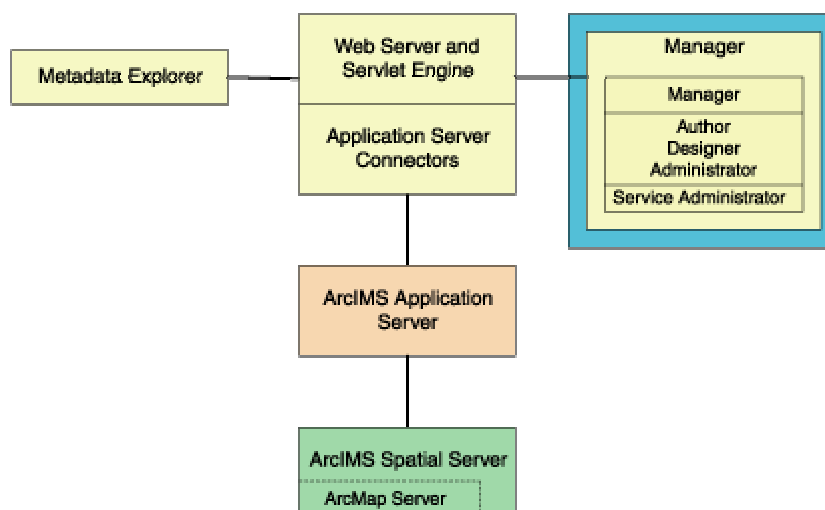 Metadata Explorer
Web Server and
Servlet Engine
Application Server
Connectors
Manager
Manager
Author
Designer
Administrator
Service Administrator
ArcIMS Application
Server
ArcIMS Spatial Server
ArcMap Server